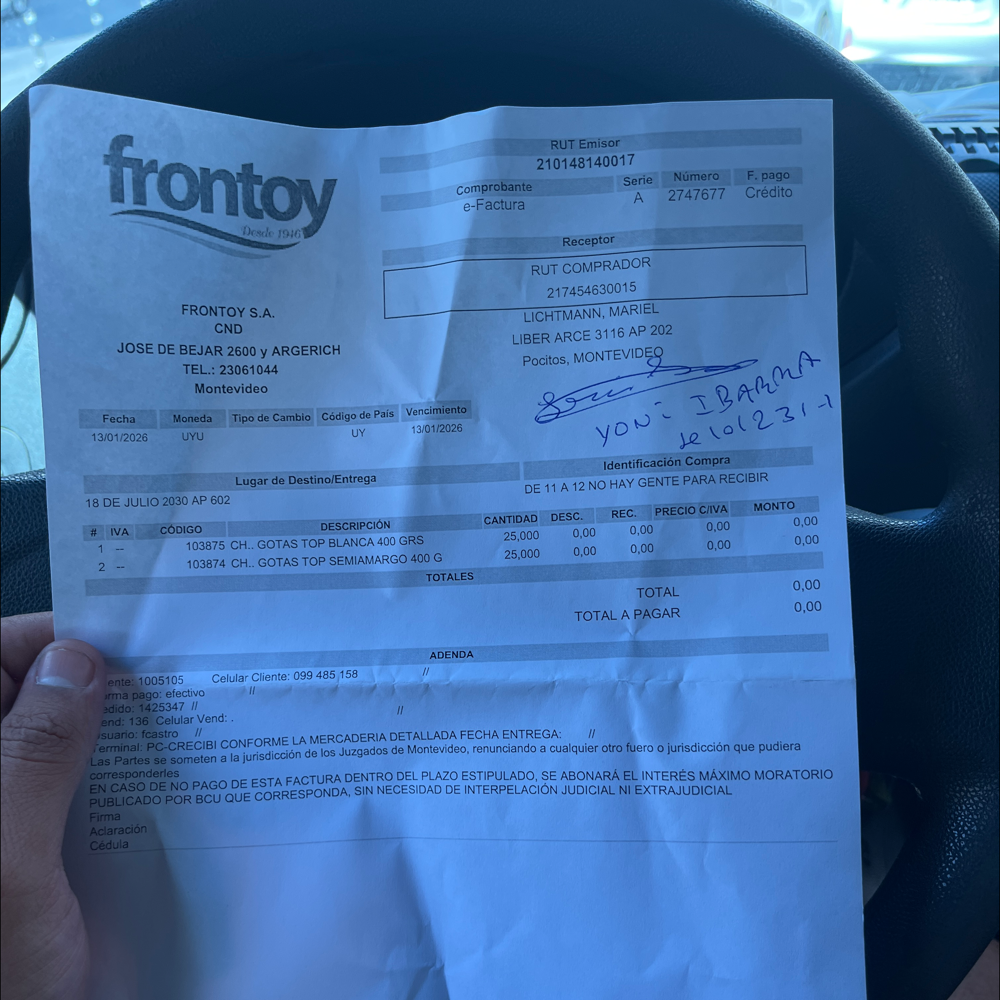 frontoy
Desde 1946
FRONTOY S.A.
CND
JOSE DE BEJAR 2600 y ARGERICH
TEL.: 23061044
Montevideo
RUT Emisor
210148140017
Comprobante Serie Número F. pago
e-Factura A 2747677 Crédito
Receptor
RUT COMPRADOR
217454630015
LICHTMANN, MARIEL
LIBER ARCE 3116 AP 202
Pocitos, MONTEVIDEO
YONi IBARRA
Fecha Moneda Tipo de Cambio Código de País Vencimiento
13/01/2026 UYU UY 13/01/2026
Lugar de Destino/Entrega
18 DE JULIO 2030 AP 602
Identificación Compra
DE 11 A 12 NO HAY GENTE PARA RECIBIR
# IVA CÓDIGO DESCRIPCIÓN CANTIDAD DESC. REC. PRECIO C/IVA MONTO
1 -- 103875 CH.. GOTAS TOP BLANCA 400 GRS 25,000 0,00 0,00 0,00 0,00
2 -- 103874 CH.. GOTAS TOP SEMIAMARGO 400 G 25,000 0,00 0,00 0,00 0,00
TOTALES
TOTAL 0,00
TOTAL A PAGAR 0,00
ADENDA
ente: 1005105 Celular Cliente: 099 485 158 //
rma pago: efectivo //
edido: 1425347 // //
end: 136 Celular Vend: .
suario: fcastro //
Terminal: PC-CRECIBI CONFORME LA MERCADERIA DETALLADA FECHA ENTREGA: //
Las Partes se someten a la jurisdicción de los Juzgados de Montevideo, renunciando a cualquier otro fuero o jurisdicción que pudiera
corresponderles
EN CASO DE NO PAGO DE ESTA FACTURA DENTRO DEL PLAZO ESTIPULADO, SE ABONARÁ EL INTERÉS MÁXIMO MORATORIO
PUBLICADO POR BCU QUE CORRESPONDA, SIN NECESIDAD DE INTERPELACIÓN JUDICIAL NI EXTRAJUDICIAL
Firma
Aclaración
Cédula